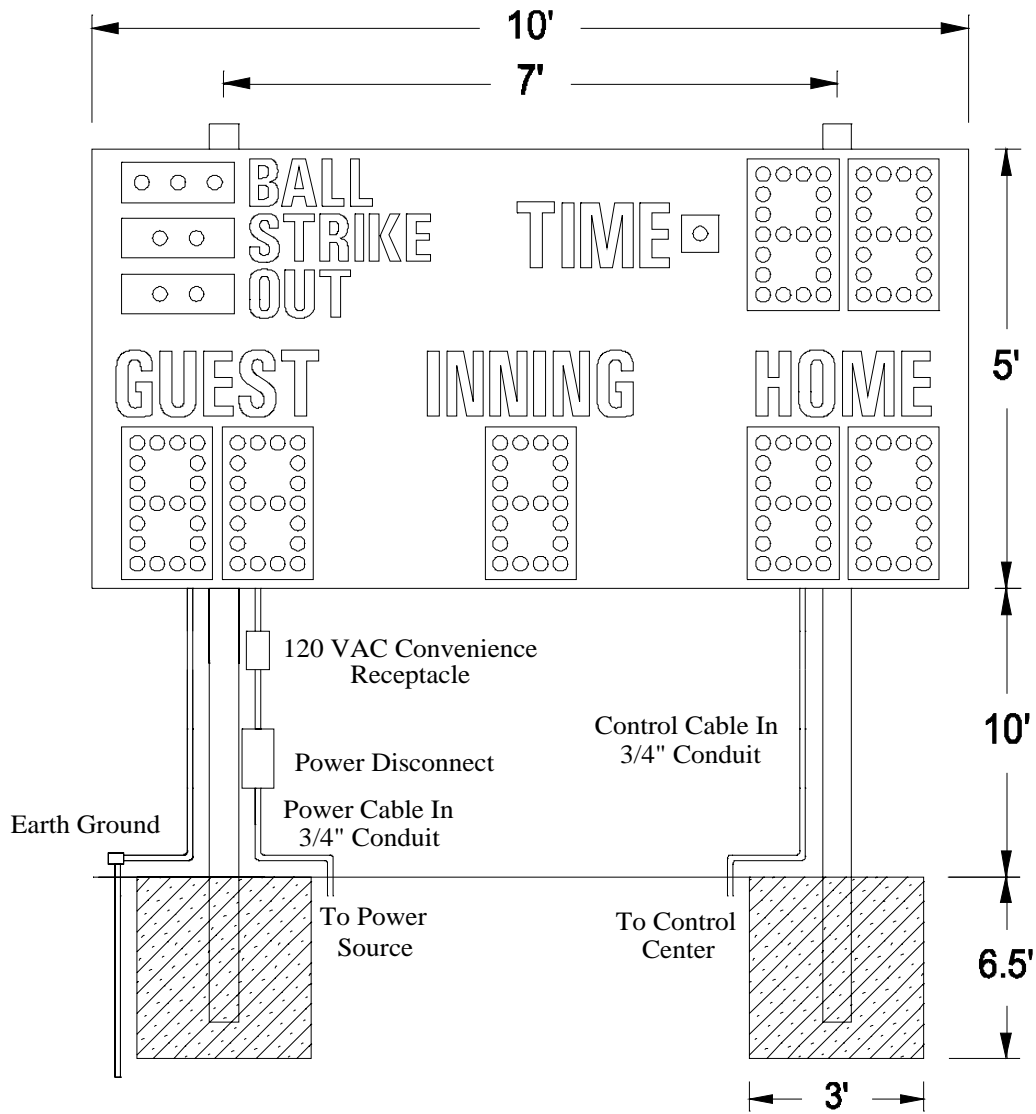 10'
7'
BALL
STRIKE
OUT
TIME
GUEST
INNING
HOME
5'
120 VAC Convenience
Receptacle
Power Disconnect
Power Cable In
3/4" Conduit
Control Cable In
3/4" Conduit
10'
Earth Ground
To Power
Source
To Control
Center
6.5'
3'